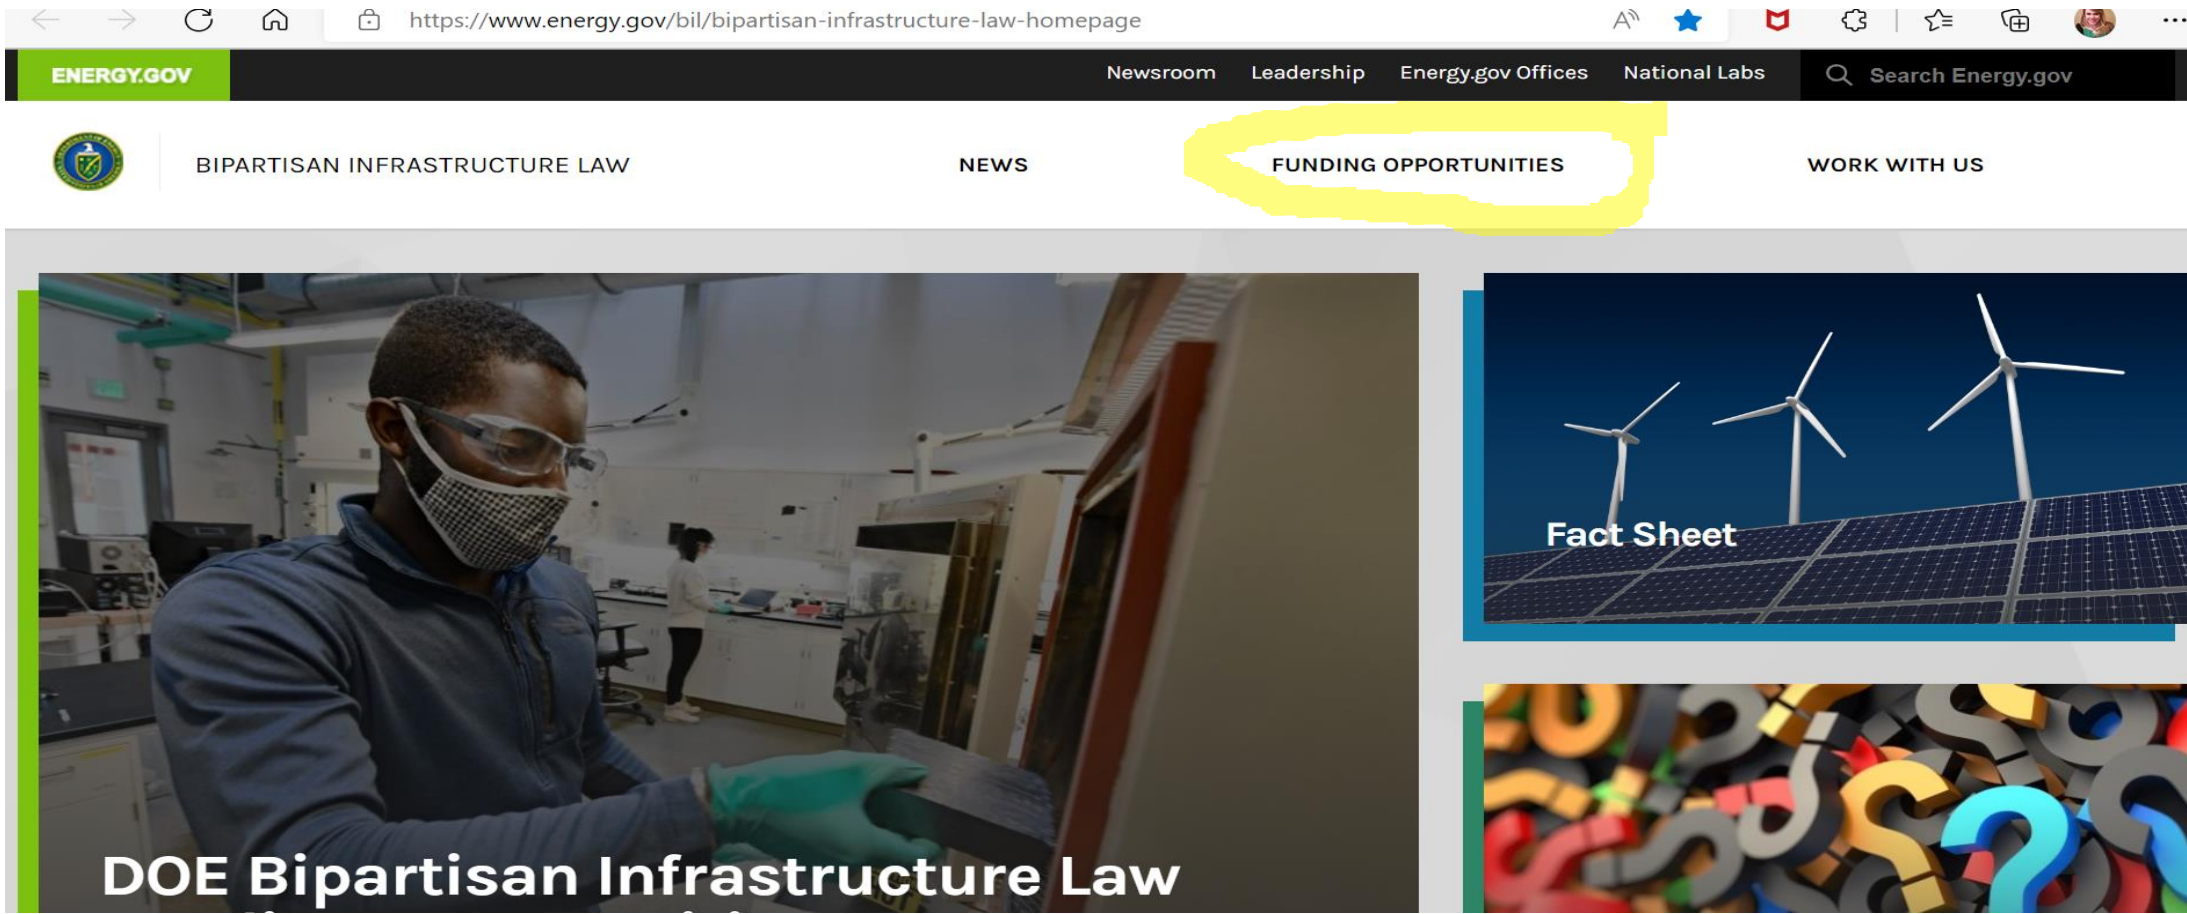 https://www.energy.gov/bil/bipartisan-infrastructure-law-homepage
ENERGY.GOV
Newsroom Leadership Energy.gov Offices National Labs Search Energy.gov
BIPARTISAN INFRASTRUCTURE LAW NEWS FUNDING OPPORTUNITIES WORK WITH US
Fact Sheet
DOE Bipartisan Infrastructure Law